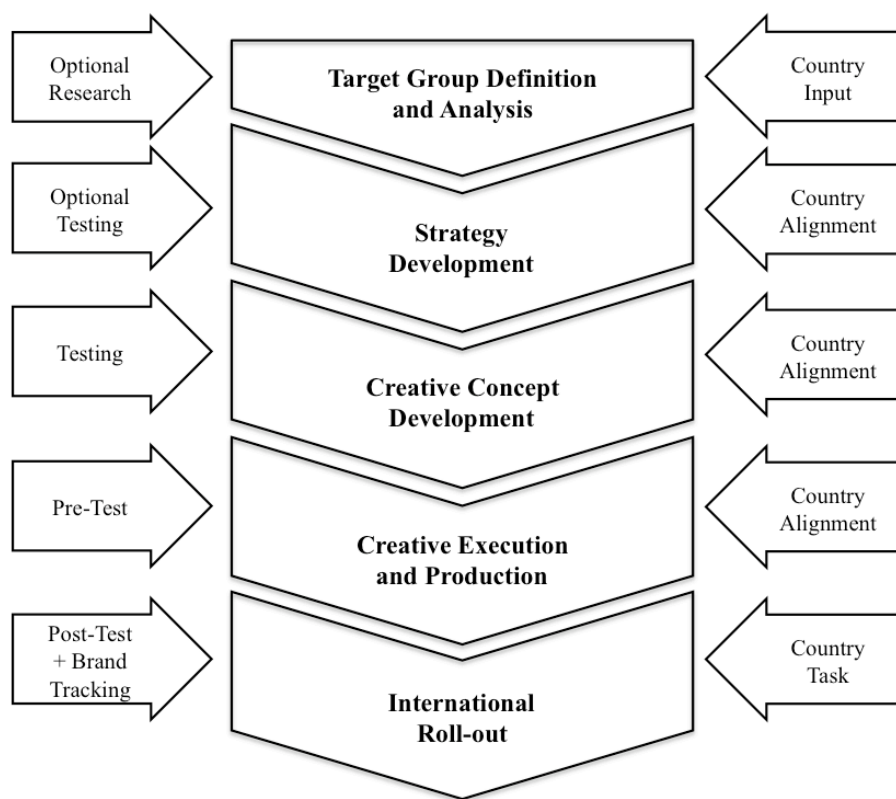 Optional
Research
Target Group Definition
and Analysis
Country
Input
Optional
Testing
Strategy
Development
Country
Alignment
Testing
Creative Concept
Development
Country
Alignment
Pre-Test
Creative Execution
and Production
Country
Alignment
Post-Test
+ Brand
Tracking
International
Roll-out
Country
Task